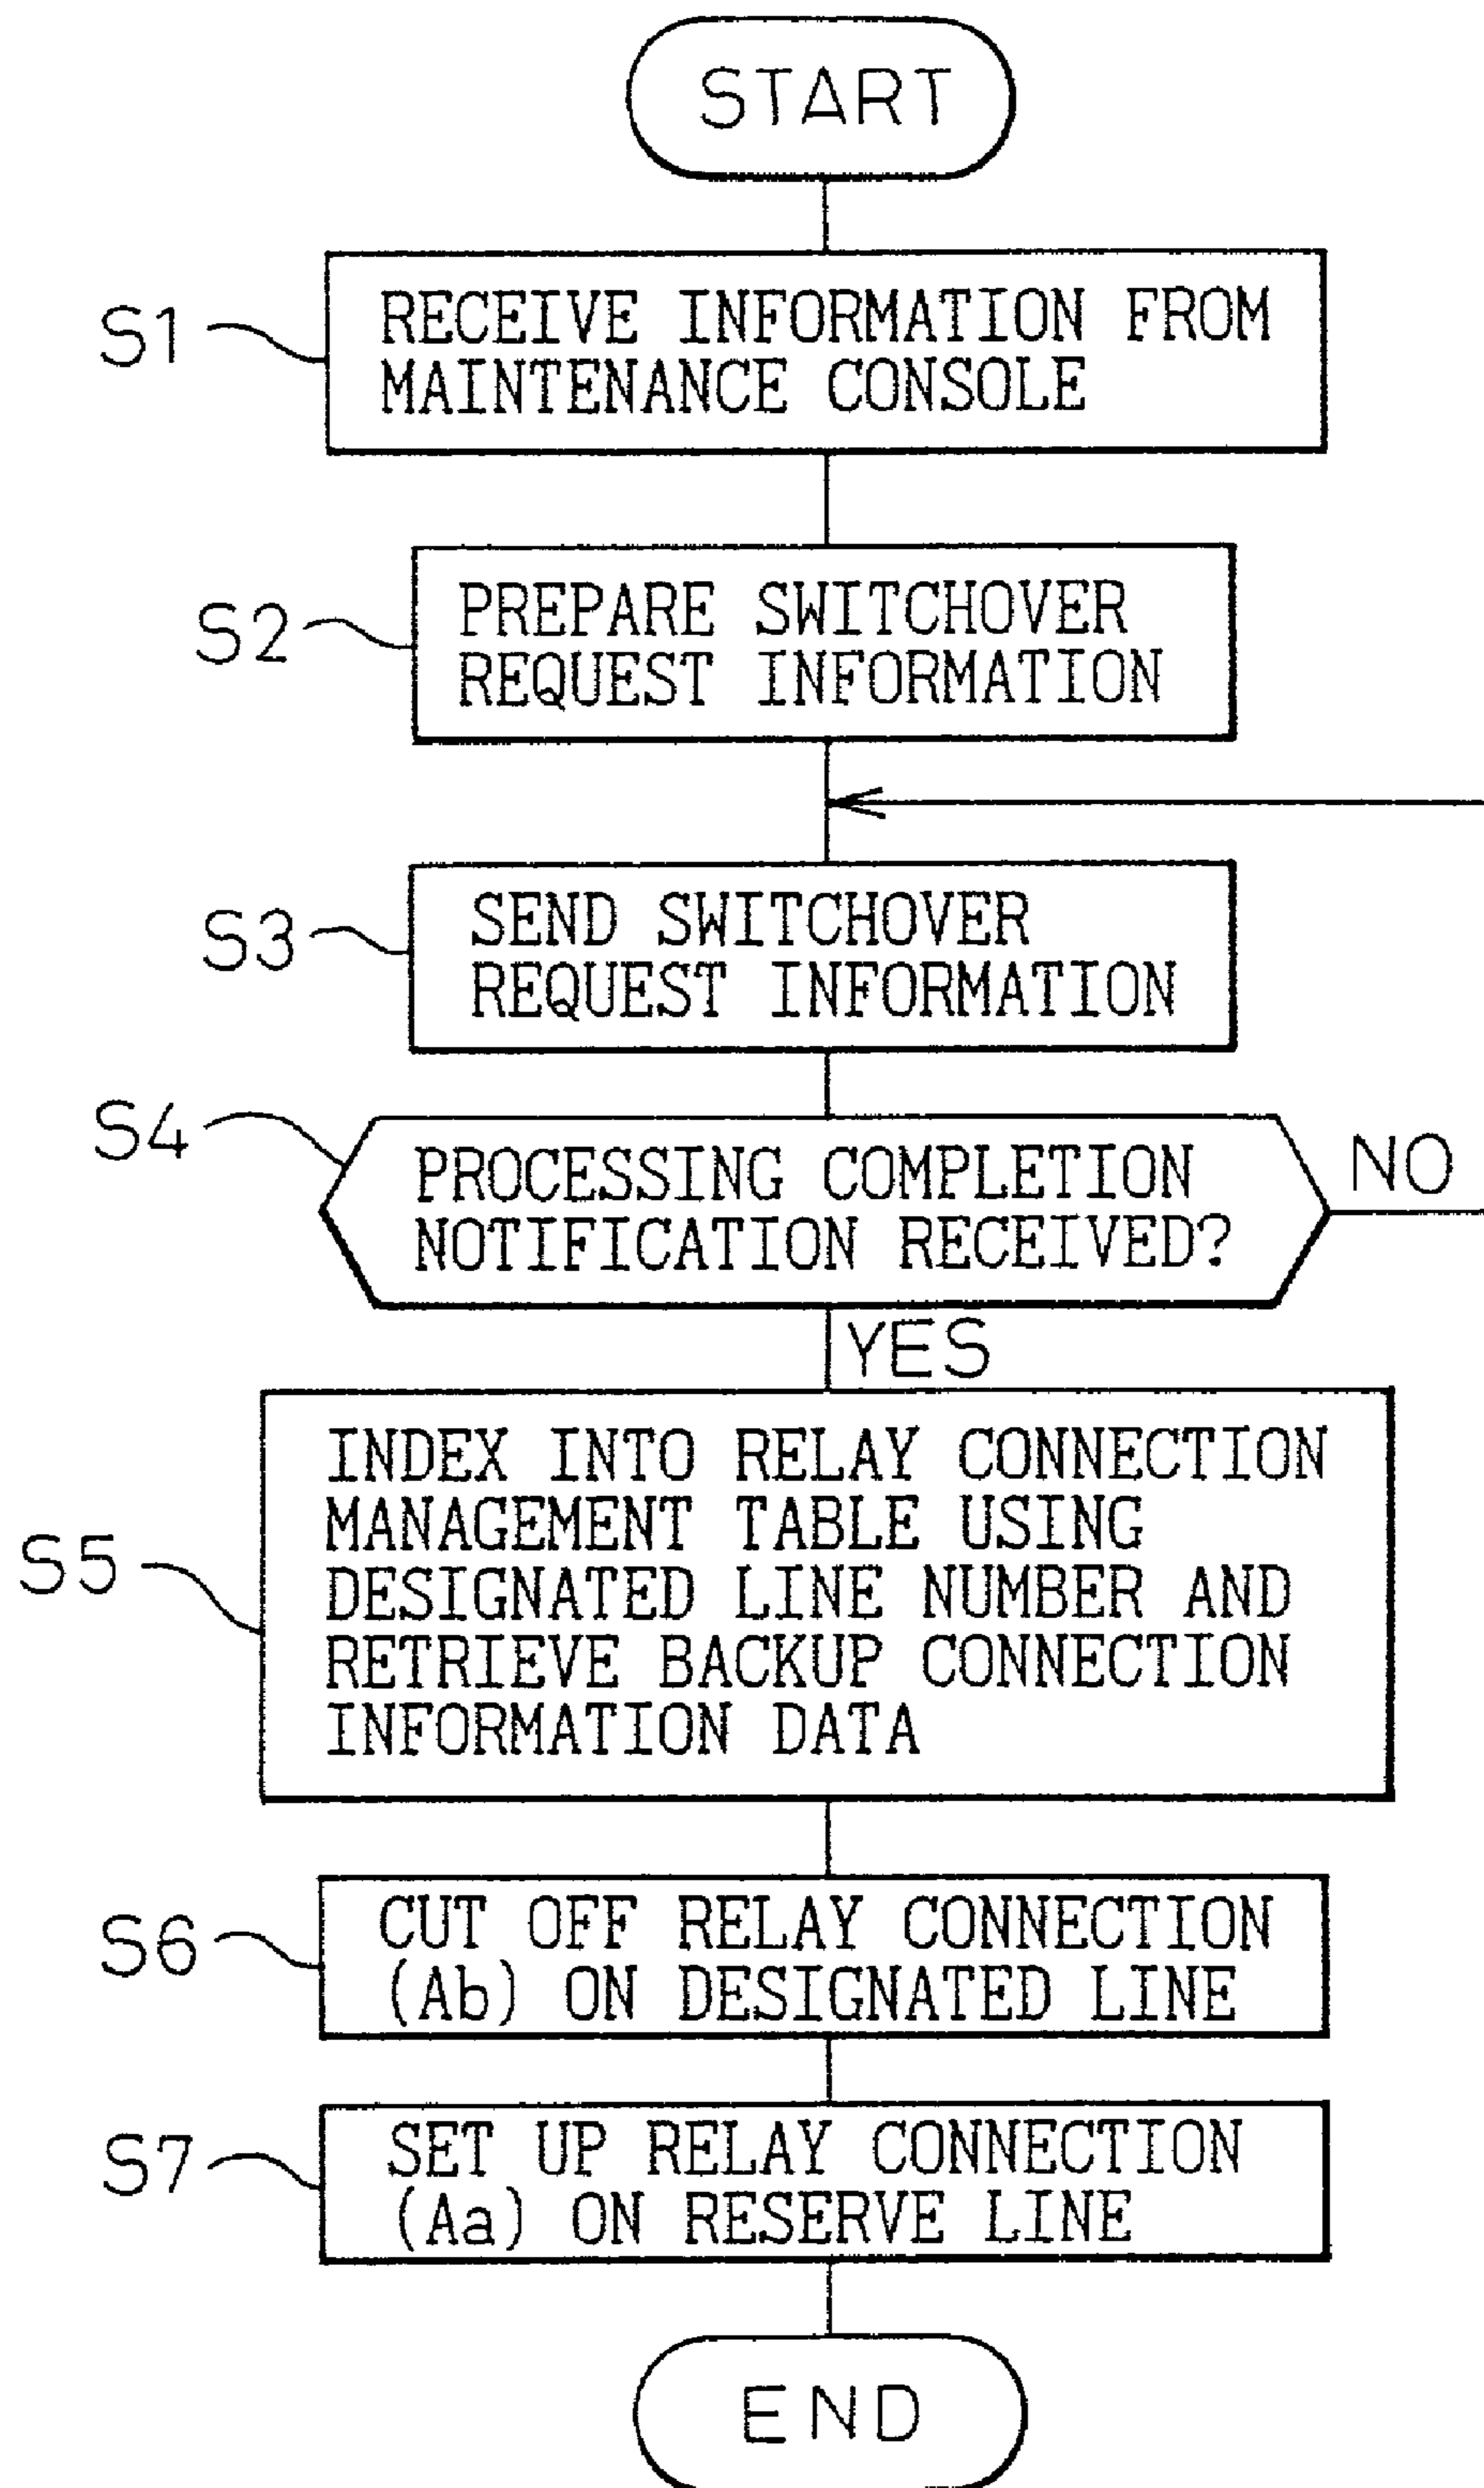 START
S1
RECEIVE INFORMATION FROM
MAINTENANCE CONSOLE
S2
PREPARE SWITCHOVER
REQUEST INFORMATION
S3
SEND SWITCHOVER
REQUEST INFORMATION
S4
PROCESSING COMPLETION
NOTIFICATION RECEIVED?
NO
YES
S5
INDEX INTO RELAY CONNECTION
MANAGEMENT TABLE USING
DESIGNATED LINE NUMBER AND
RETRIEVE BACKUP CONNECTION
INFORMATION DATA
S6
CUT OFF RELAY CONNECTION
(Ab) ON DESIGNATED LINE
S7
SET UP RELAY CONNECTION
(Aa) ON RESERVE LINE
END